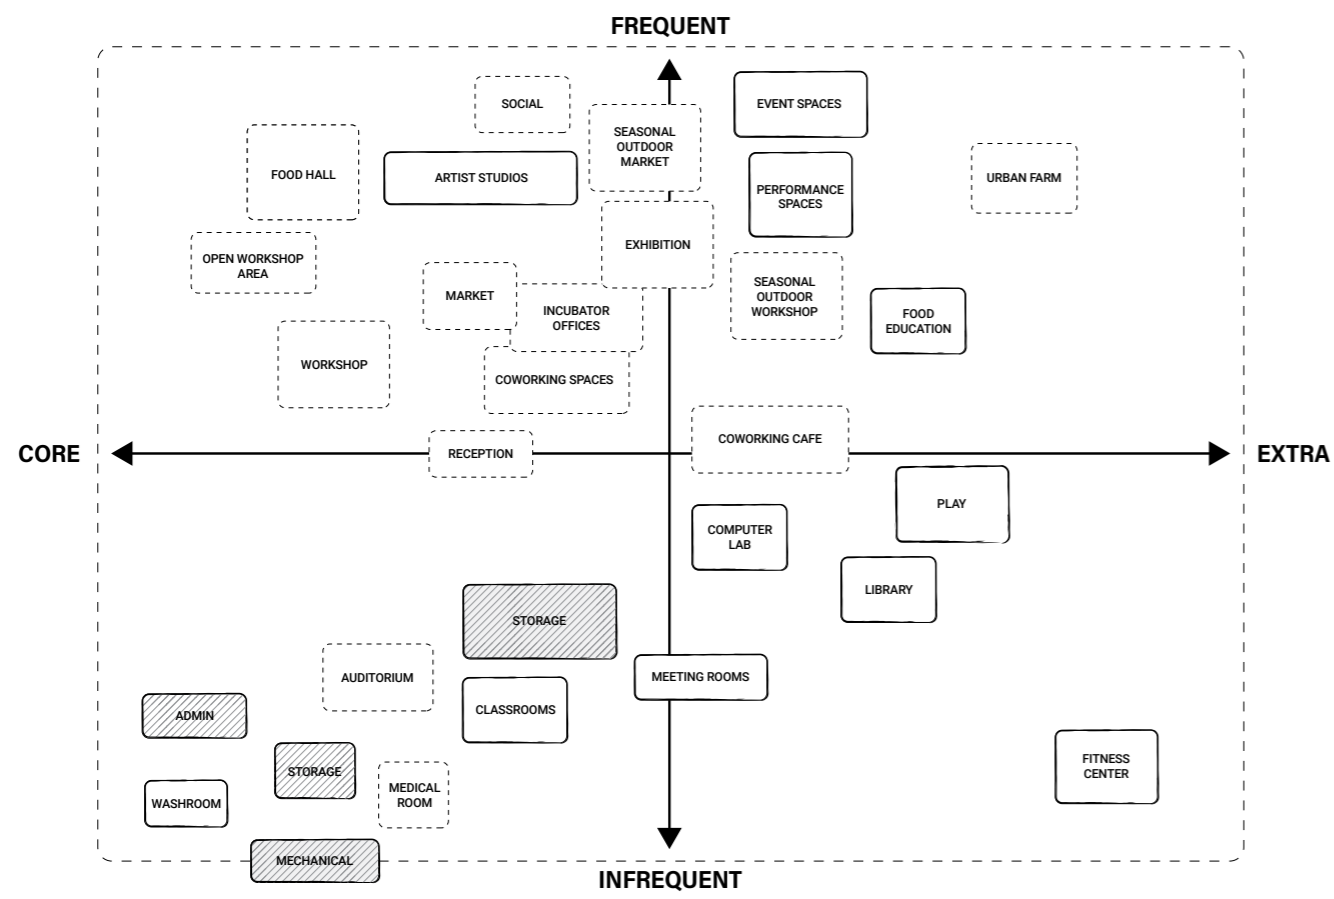 FREQUENT
SOCIAL
EVENT SPACES
SEASONAL
OUTDOOR
MARKET
FOOD HALL
ARTIST STUDIOS
URBAN FARM
PERFORMANCE
SPACES
EXHIBITION
OPEN WORKSHOP
AREA
MARKET
SEASONAL
OUTDOOR
WORKSHOP
INCUBATOR
OFFICES
FOOD
EDUCATION
WORKSHOP
COWORKING SPACES
COWORKING CAFE
CORE
RECEPTION
EXTRA
PLAY
COMPUTER
LAB
LIBRARY
STORAGE
AUDITORIUM
MEETING ROOMS
CLASSROOMS
ADMIN
STORAGE
FITNESS
CENTER
MEDICAL
ROOM
WASHROOM
MECHANICAL
INFREQUENT